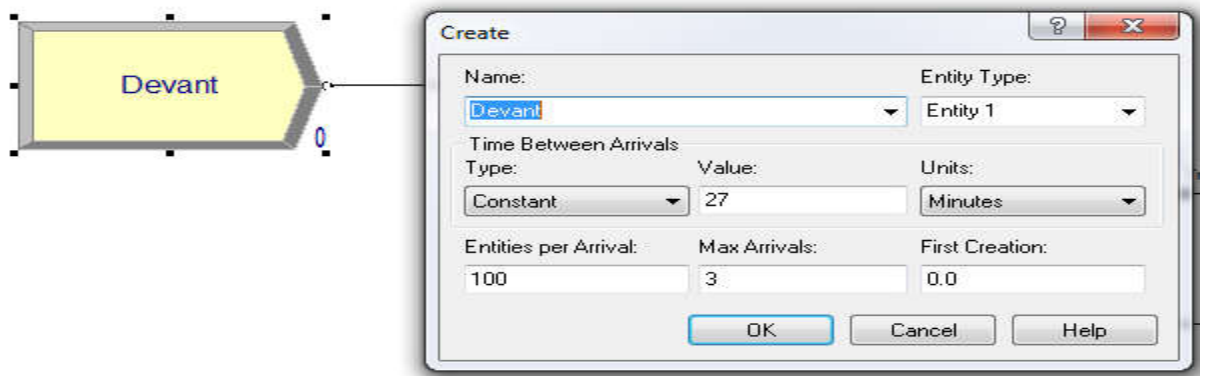 Devant
0
Create
Name: Entity Type:
Devant Entity 1
Time Between Arrivals
Type: Value: Units:
Constant 27 Minutes
Entities per Arrival: Max Arrivals: First Creation:
100 3 0.0
OK Cancel Help